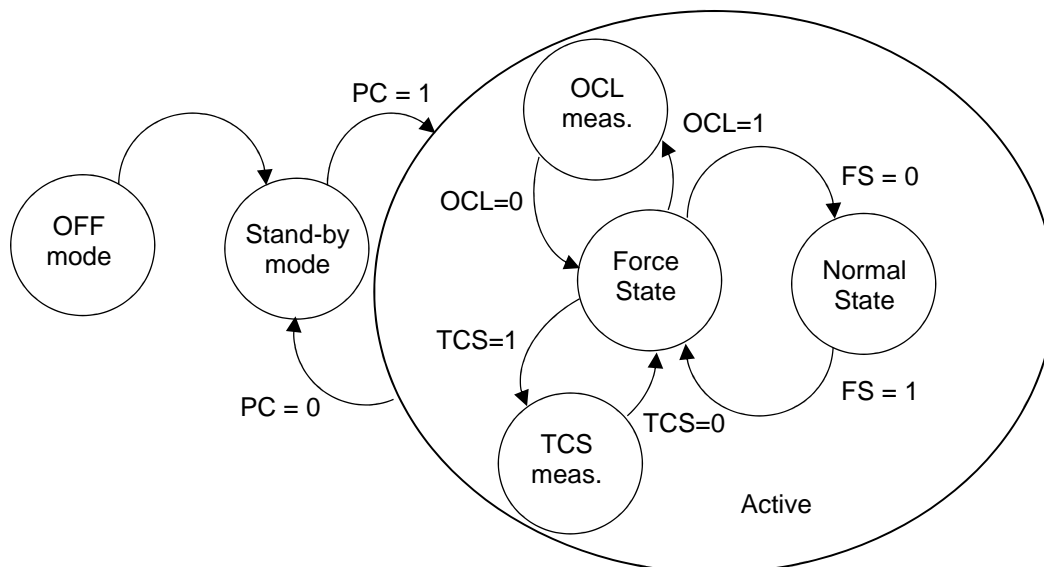 OCL
meas.
PC = 1
OCL=1
FS = 0
OCL=0
OFF
mode
Stand-by
mode
Force
State
Normal
State
TCS=1
PC = 0
FS = 1
TCS=0
TCS
meas.
Active